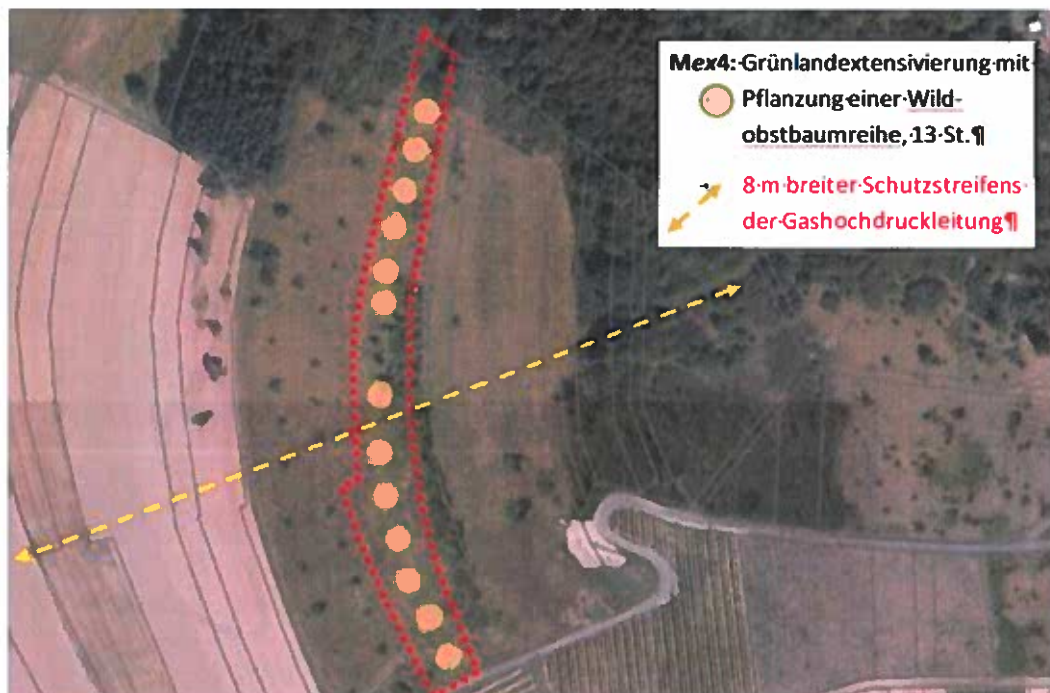 Mex4:·Grünlandextensivierung·mit·
Pflanzung·einer·Wild-
obstbaumreihe,·13·St.¶
8·m·breiter·Schutzstreifens·
der·Gashochdruckleitung¶